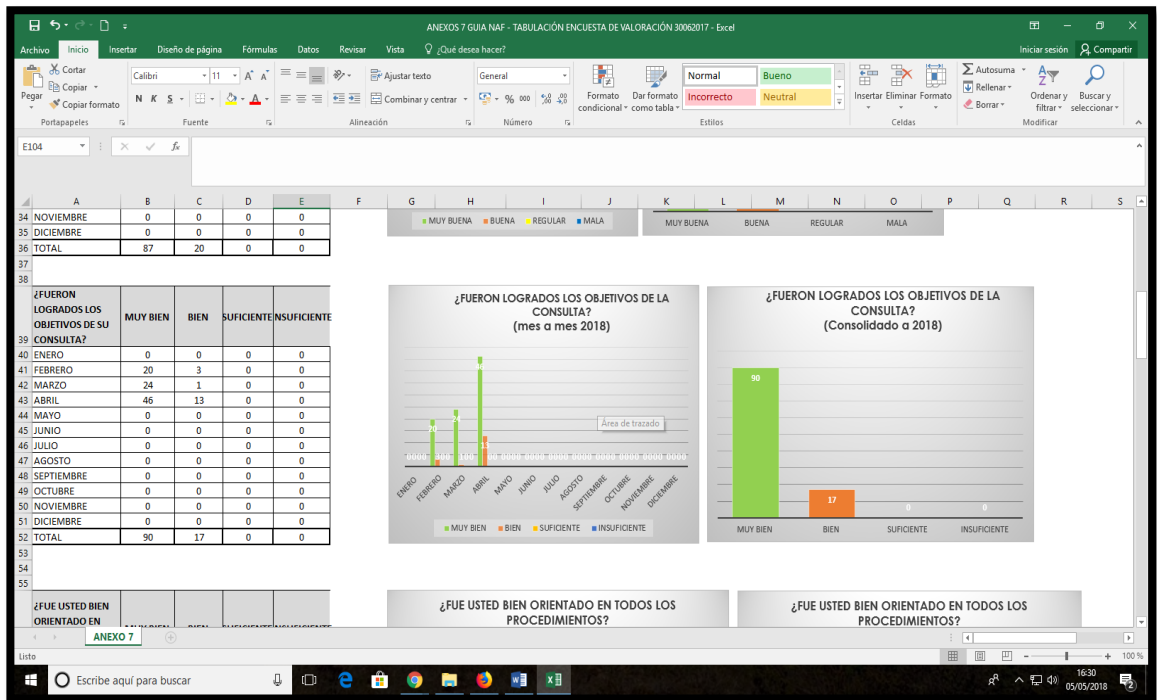 ANEXOS 7 GUIA NAF - TABULACIÓN ENCUESTA DE VALORACIÓN 30062017 - Excel
Archivo Inicio Insertar Diseño de página Fórmulas Datos Revisar Vista ¿Qué desea hacer? Iniciar sesión Compartir
Cortar
Copiar
Copiar formato
Pegar
Portapapeles
Calibri 11
N K S
Fuente
Ajustar texto
Combinar y centrar
Alineación
General
% 000
Número
Formato condicional
Dar formato como tabla
Normal Bueno
Incorrecto Neutral
Estilos
Insertar Eliminar Formato
Celdas
Autosuma
Rellenar
Borrar
Ordenar y filtrar
Buscar y seleccionar
Modificar
E104 fx
A B C D E F G H I J K L M N O P Q R S
34 NOVIEMBRE 0 0 0 0
35 DICIEMBRE 0 0 0 0
36 TOTAL 87 20 0 0
37
38
39 ¿FUERON LOGRADOS LOS OBJETIVOS DE SU CONSULTA? MUY BIEN BIEN SUFICIENTE NSUFICIENTE
40 ENERO 0 0 0 0
41 FEBRERO 20 3 0 0
42 MARZO 24 1 0 0
43 ABRIL 46 13 0 0
44 MAYO 0 0 0 0
45 JUNIO 0 0 0 0
46 JULIO 0 0 0 0
47 AGOSTO 0 0 0 0
48 SEPTIEMBRE 0 0 0 0
49 OCTUBRE 0 0 0 0
50 NOVIEMBRE 0 0 0 0
51 DICIEMBRE 0 0 0 0
52 TOTAL 90 17 0 0
53
54
55
¿FUE USTED BIEN
ORIENTADO EN
MUY BUENA BUENA REGULAR MALA
MUY BUENA BUENA REGULAR MALA
¿FUERON LOGRADOS LOS OBJETIVOS DE LA
CONSULTA?
(mes a mes 2018)
Área de trazado
ENERO FEBRERO MARZO ABRIL MAYO JUNIO JULIO AGOSTO SEPTIEMBRE OCTUBRE NOVIEMBRE DICIEMBRE
MUY BIEN BIEN SUFICIENTE INSUFICIENTE
¿FUERON LOGRADOS LOS OBJETIVOS DE LA
CONSULTA?
(Consolidado a 2018)
90
17
0 0
MUY BIEN BIEN SUFICIENTE INSUFICIENTE
¿FUE USTED BIEN ORIENTADO EN TODOS LOS
PROCEDIMIENTOS?
¿FUE USTED BIEN ORIENTADO EN TODOS LOS
PROCEDIMIENTOS?
ANEXO 7
Listo
100 %
Escribe aquí para buscar
16:30
05/05/2018